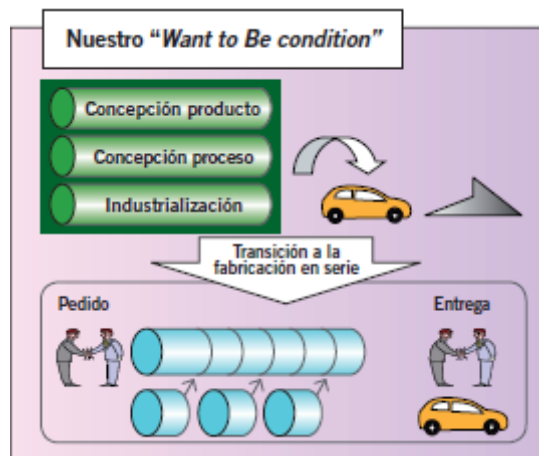 Nuestro “Want to Be condition”
Concepción producto
Concepción proceso
Industrialización
Transición a la
fabricación en serie
Pedido
Entrega